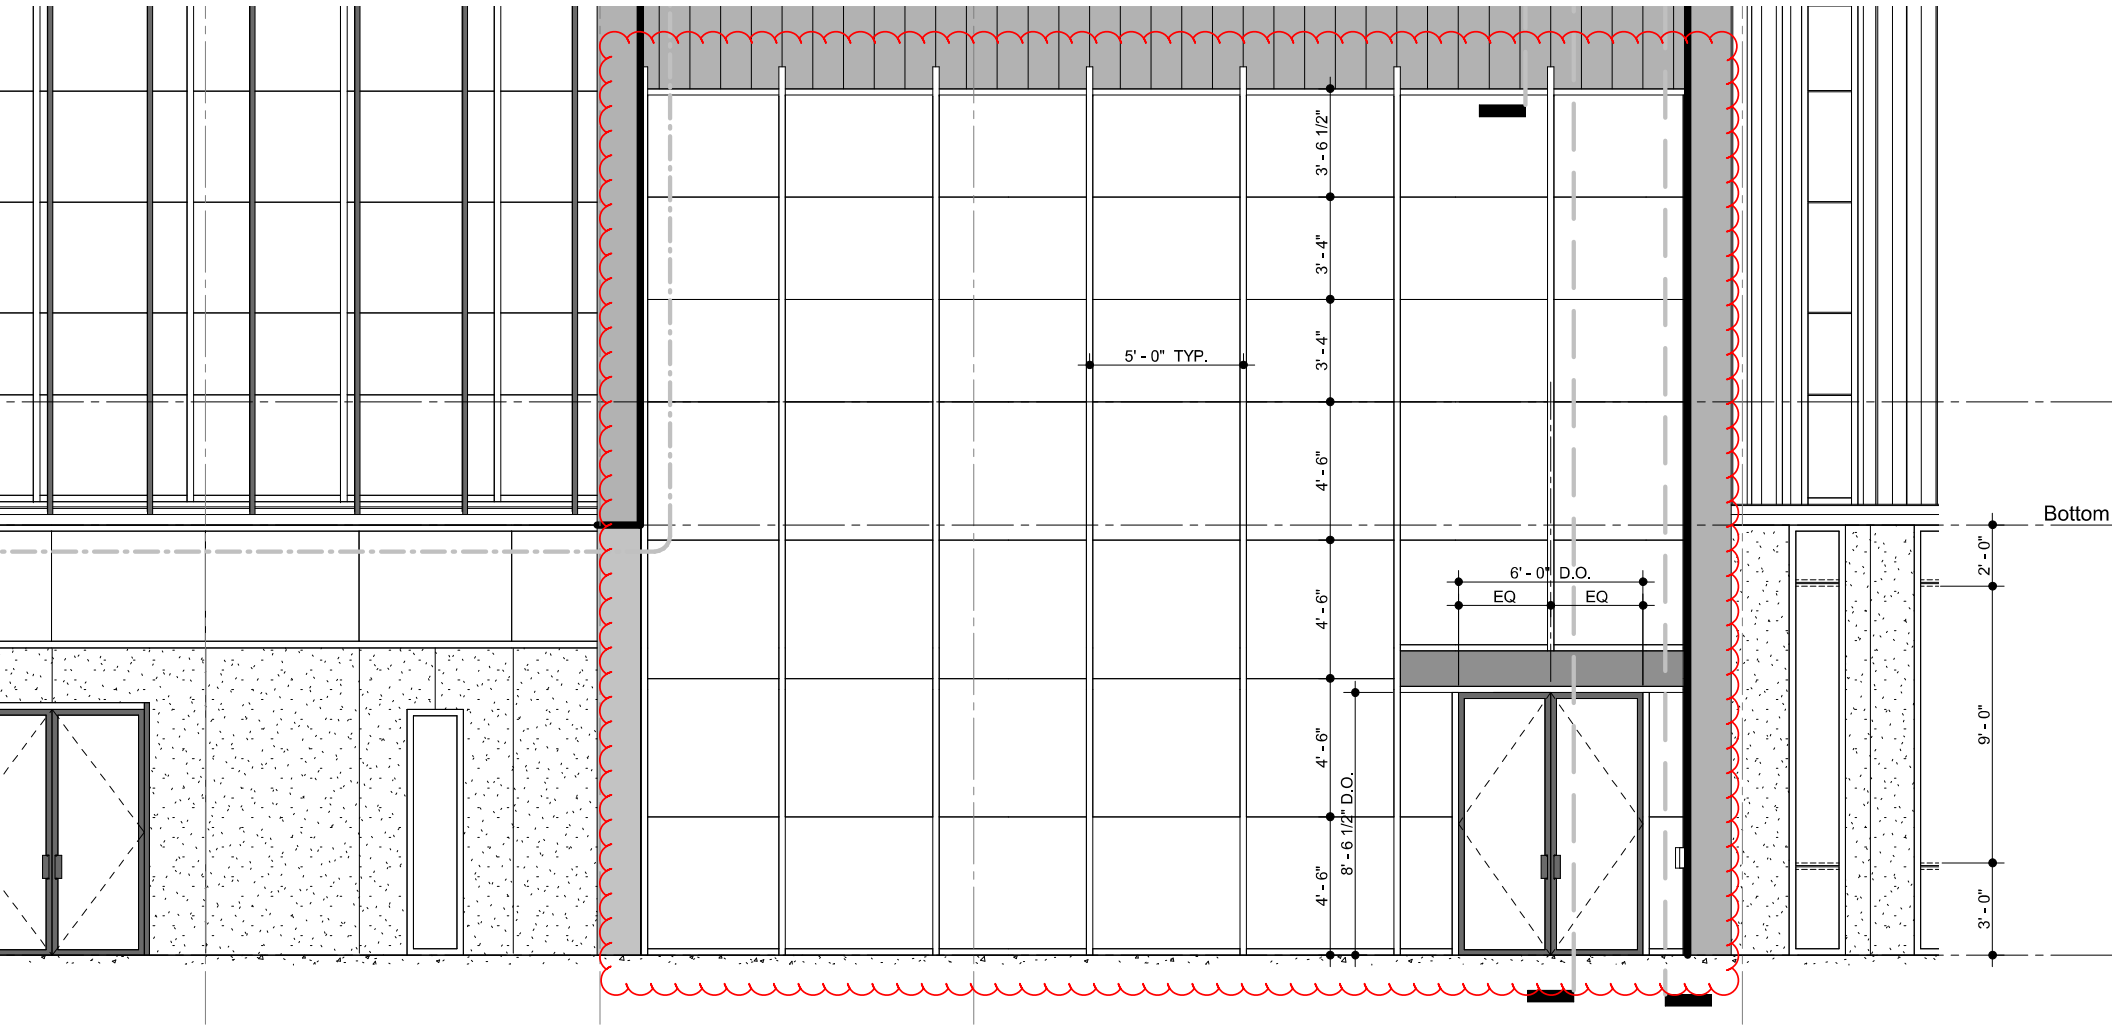 3' - 6 1/2"
3' - 4"
3' - 4"
5' - 0" TYP.
4' - 6"
Bottom
2' - 0"
6' - 0" D.O.
EQ
EQ
4' - 6"
4' - 6"
9' - 0"
8' - 6 1/2" D.O.
4' - 6"
3' - 0"